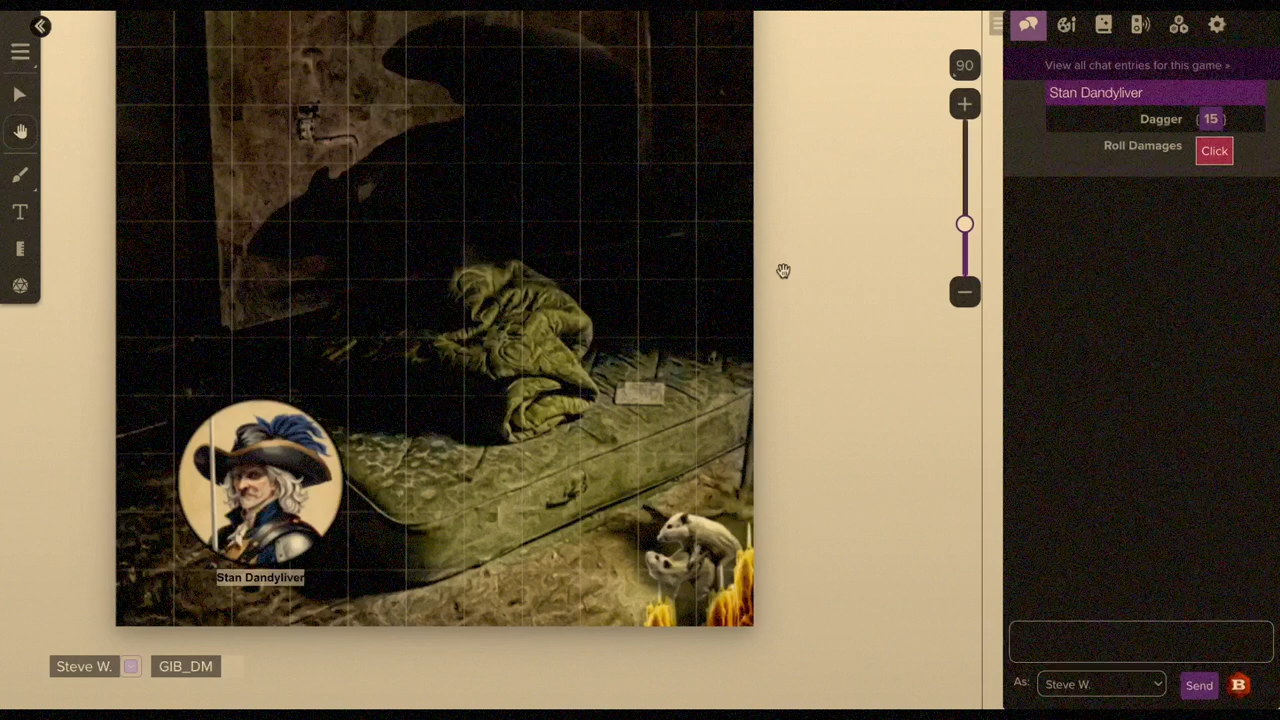 90
View all chat entries for this game »
Stan Dandyliver
Dagger 15
Roll Damages Click
Stan Dandyliver
Steve W.
GIB_DM
As: Steve W. Send B